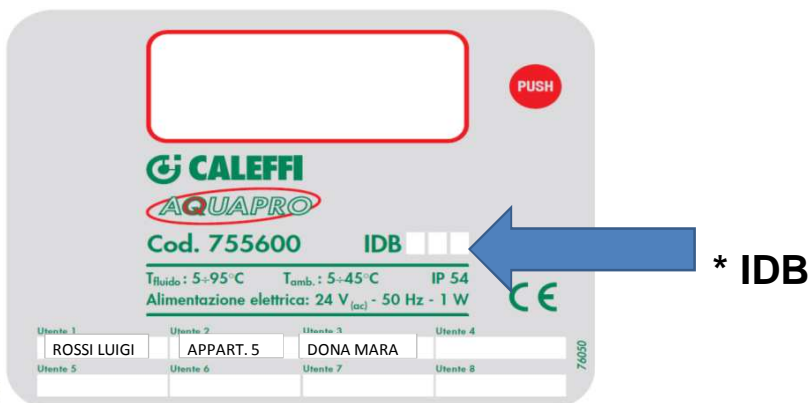 PUSH
CALEFFI
AQUAPRO
Cod. 755600 IDB
* IDB
Tfluido : 5÷95°C Tamb. : 5÷45°C IP 54
Alimentazione elettrica: 24 V (ac) - 50 Hz - 1 W
CE
Utente 1 Utente 2 Utente 3 Utente 4
ROSSI LUIGI APPART. 5 DONA MARA
76050
Utente 5 Utente 6 Utente 7 Utente 8